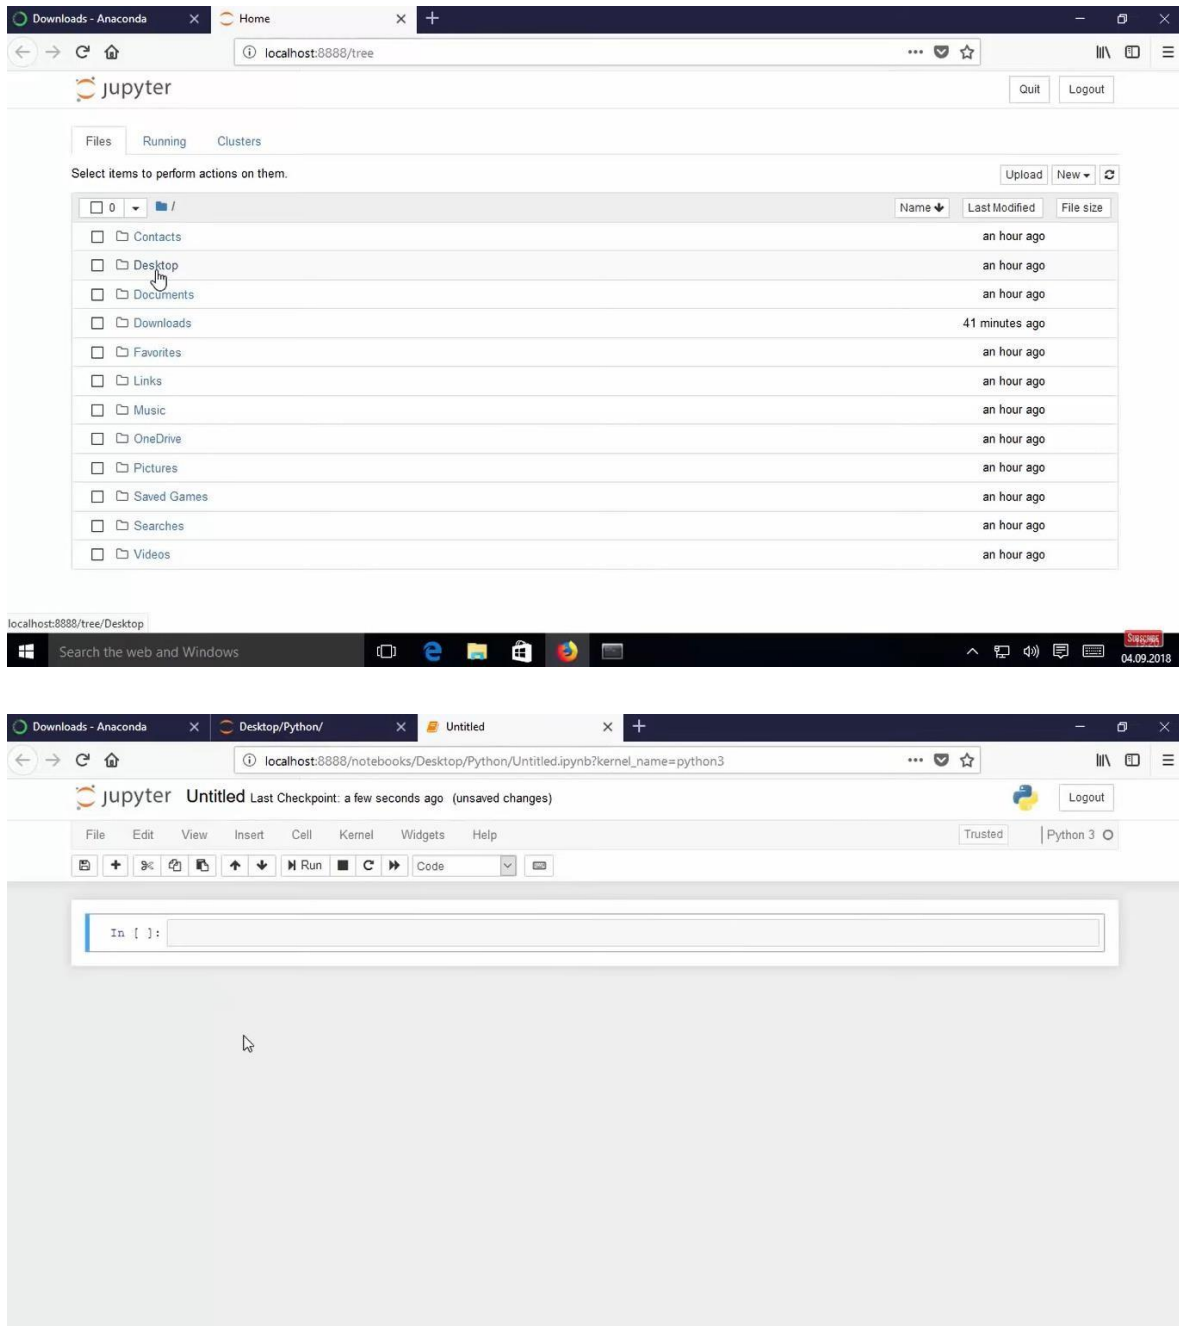 Downloads - Anaconda
Home
localhost:8888/tree
jupyter
Quit
Logout
Files
Running
Clusters
Select items to perform actions on them.
Upload
New
0
/
Name
Last Modified
File size
Contacts
an hour ago
Desktop
an hour ago
Documents
an hour ago
Downloads
41 minutes ago
Favorites
an hour ago
Links
an hour ago
Music
an hour ago
OneDrive
an hour ago
Pictures
an hour ago
Saved Games
an hour ago
Searches
an hour ago
Videos
an hour ago
localhost:8888/tree/Desktop
Search the web and Windows
04.09.2018
Downloads - Anaconda
Desktop/Python/
Untitled
localhost:8888/notebooks/Desktop/Python/Untitled.ipynb?kernel_name=python3
jupyter
Untitled Last Checkpoint: a few seconds ago (unsaved changes)
Logout
File
Edit
View
Insert
Cell
Kernel
Widgets
Help
Trusted
Python 3
Run
Code
In [ ]: